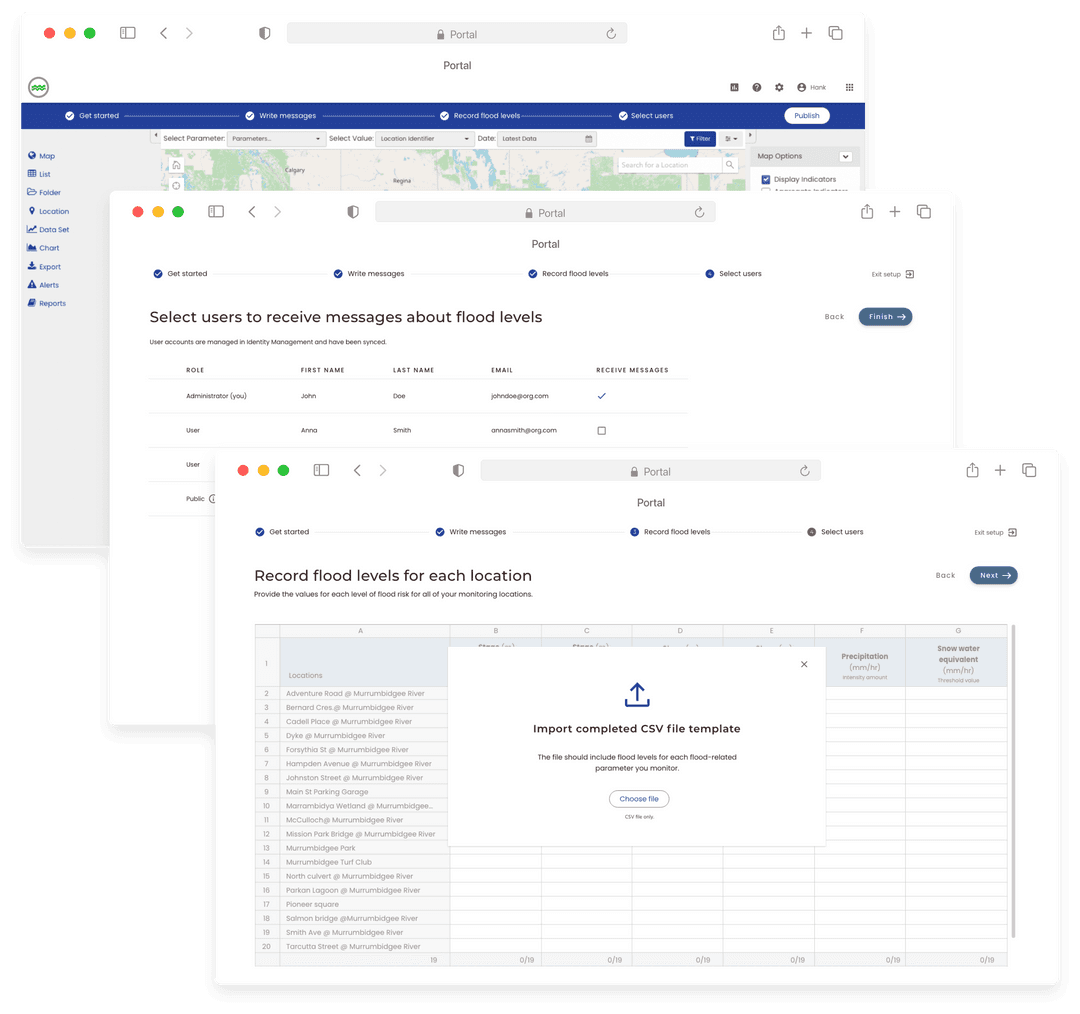 Portal
Portal
Hank
Get started
Write messages
Record flood levels
Select users
Publish
Select Parameter:
Parameters...
Select Value:
Location Identifier
Date:
Latest Data
Filter
Map
List
Folder
Location
Data Set
Chart
Export
Alerts
Reports
Calgary
Regina
Search for a Location
Map Options
Display Indicators
Portal
Portal
Get started
Write messages
Record flood levels
4
Select users
Exit setup
Select users to receive messages about flood levels
Back
Finish
User accounts are managed in Identity Management and have been synced.
ROLE
FIRST NAME
LAST NAME
EMAIL
RECEIVE MESSAGES
Administrator (you)
John
Doe
johndoe@org.com
User
Anna
Smith
annasmith@org.com
User
Public
Portal
Portal
Get started
Write messages
3
Record flood levels
4
Select users
Exit setup
Record flood levels for each location
Back
Next
Provide the values for each level of flood risk for all of your monitoring locations.
A
B
C
D
E
F
G
1
Locations
Precipitation
(mm/hr)
Intensity amount
Snow water
equivalent
(mm/hr)
Threshold value
2 Adventure Road @ Murrumbidgee River
3 Bernard Cres.@ Murrumbidgee River
4 Cadell Place @ Murrumbidgee River
5 Dyke @ Murrumbidgee River
6 Forsythia St @ Murrumbidgee River
7 Hampden Avenue @ Murrumbidgee River
8 Johnston Street @ Murrumbidgee River
9 Main St Parking Garage
10 Marrambidya Wetland @ Murrumbidgee...
11 McCulloch@ Murrumbidgee River
12 Mission Park Bridge @ Murrumbidgee River
13 Murrumbidgee Park
14 Murrumbidgee Turf Club
15 North culvert @ Murrumbidgee River
16 Parkan Lagoon @ Murrumbidgee River
17 Pioneer square
18 Salmon bridge @Murrumbidgee River
19 Smith Ave @ Murrumbidgee River
20 Tarcutta Street @ Murrumbidgee River
19
0/19
0/19
0/19
0/19
0/19
0/19
Import completed CSV file template
The file should include flood levels for each flood-related
parameter you monitor.
Choose file
CSV file only.